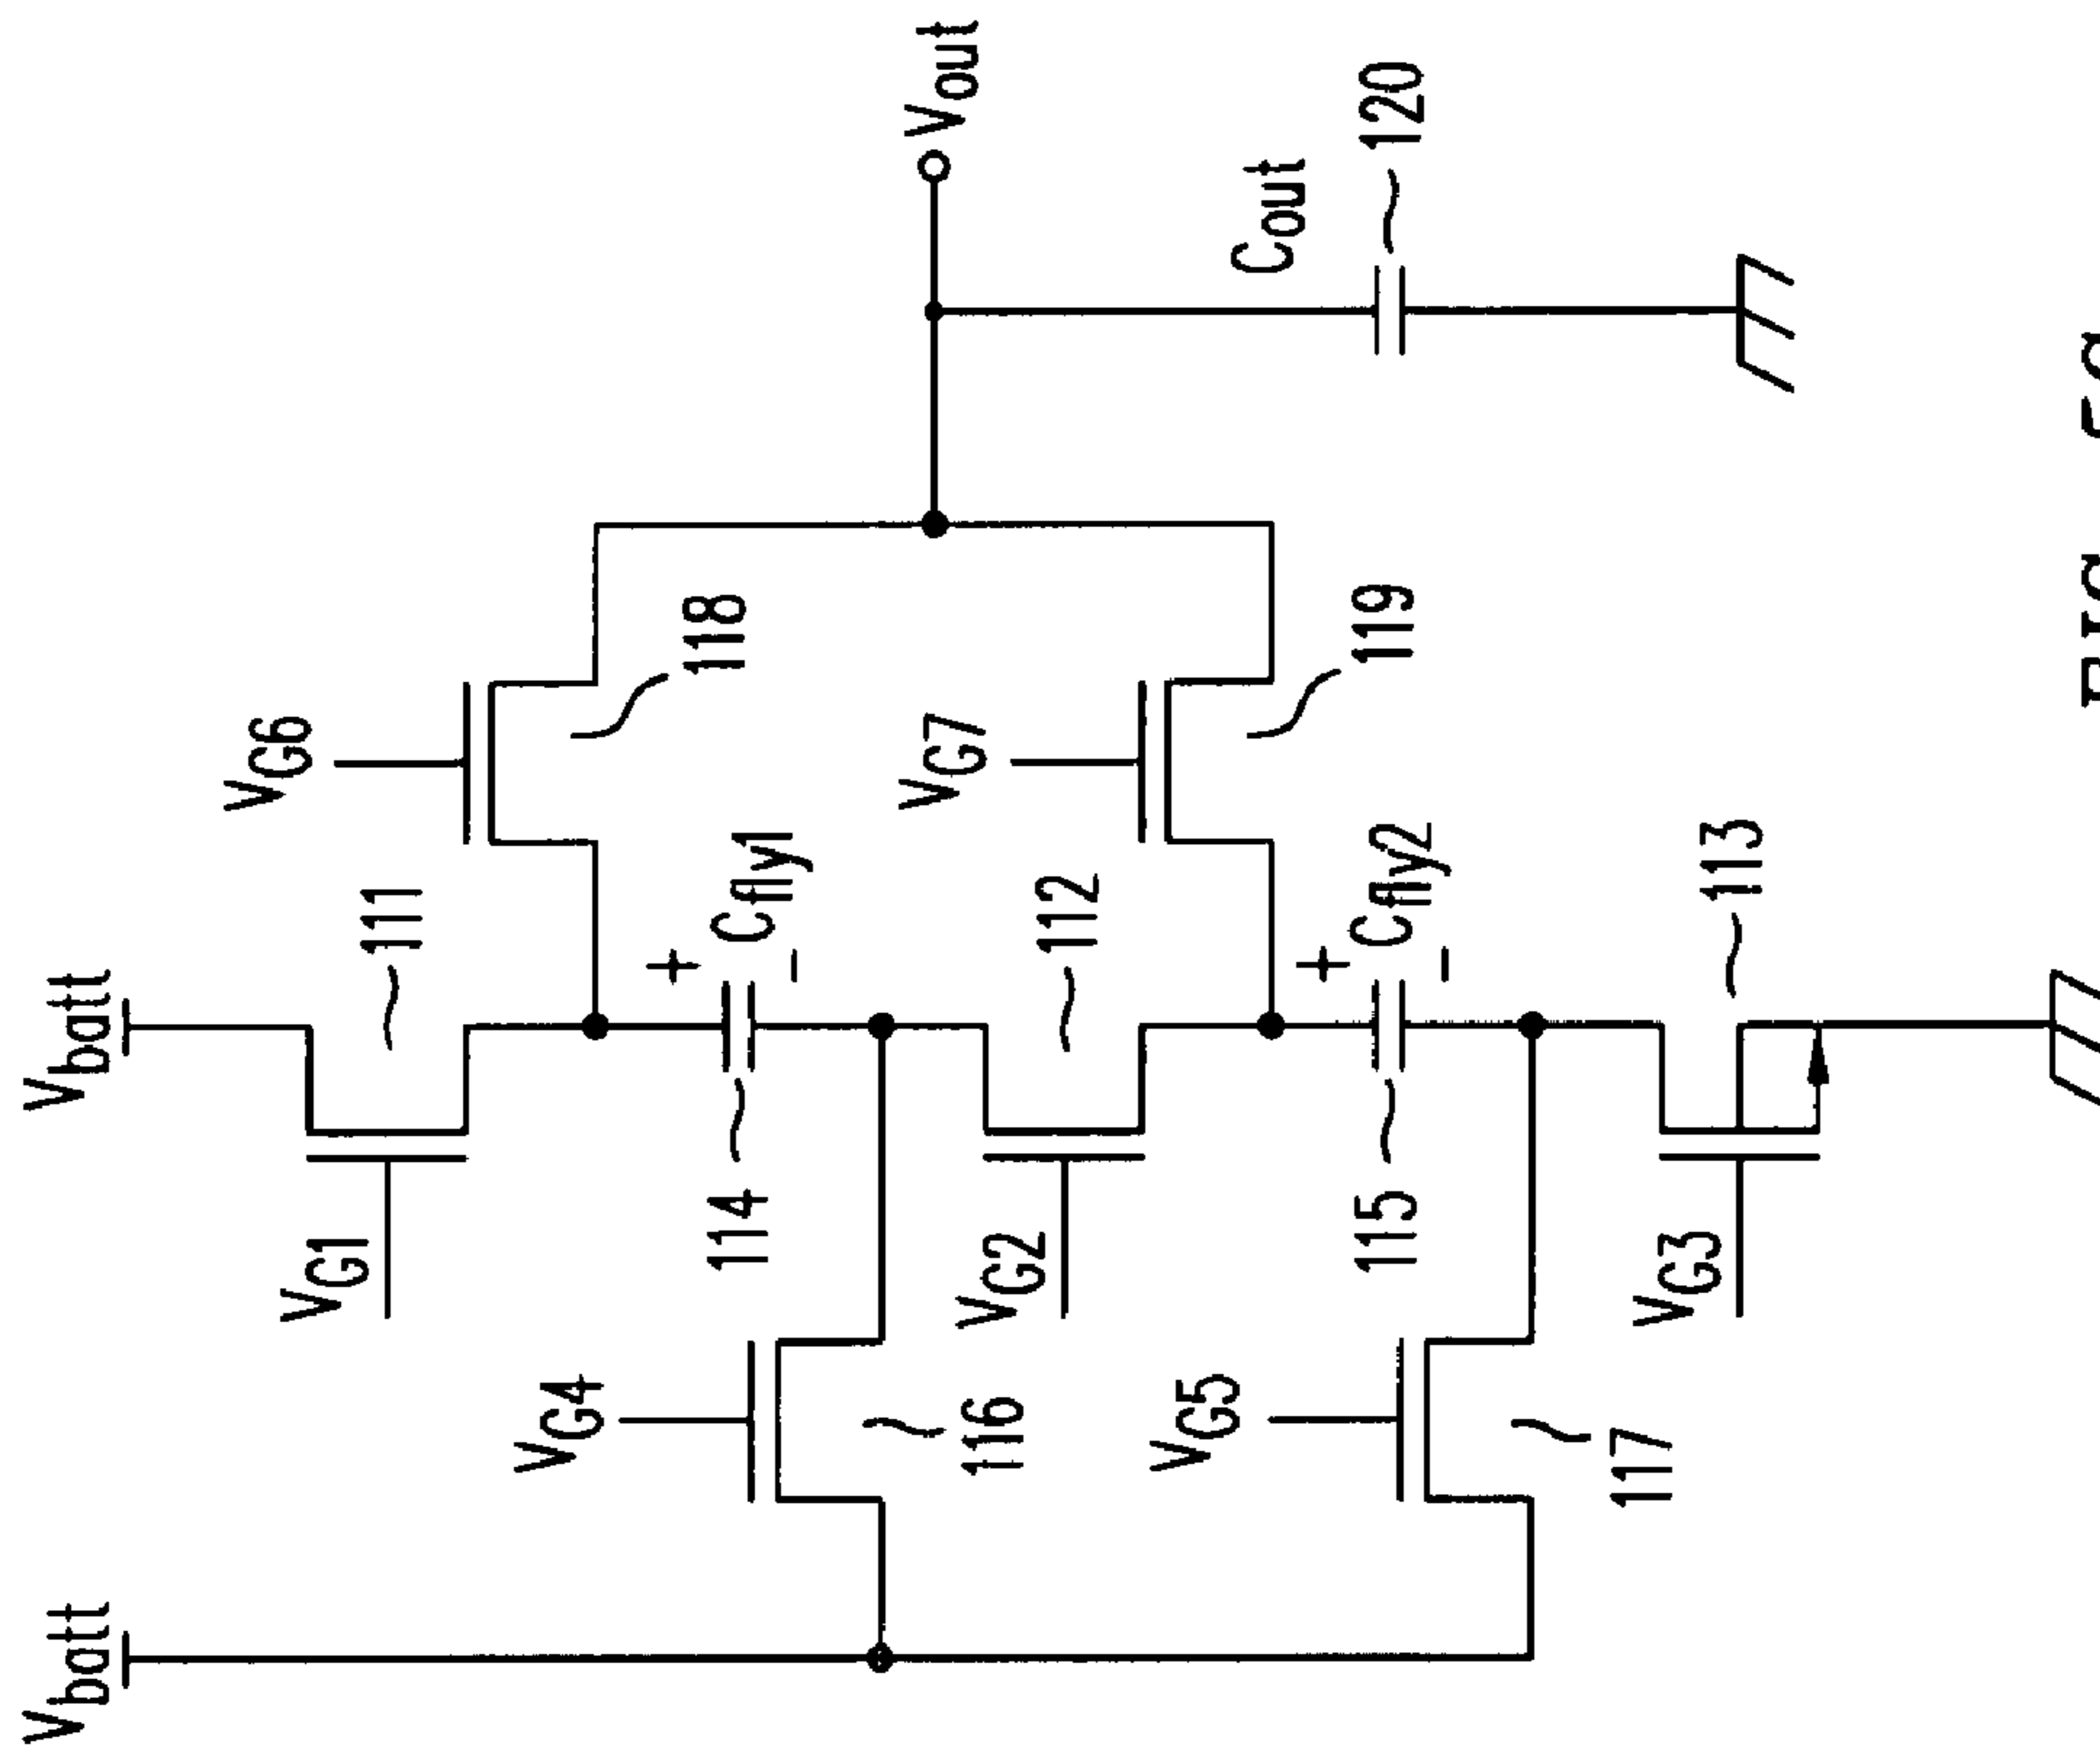 Vbatt
Vbatt
VG1
111
VG6
118
+
Cfly1
-
114
VG4
116
VG2
112
VG7
119
+
Cfly2
-
115
VG5
117
VG3
113
Vout
Cout
120